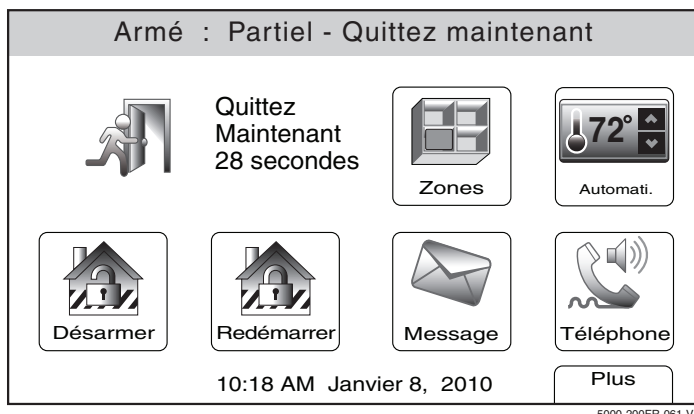 Armé : Partiel - Quittez maintenant
Quittez
Maintenant
28 secondes
Zones
72°
Automati.
Désarmer
Redémarrer
Message
Téléphone
10:18 AM Janvier 8, 2010
Plus